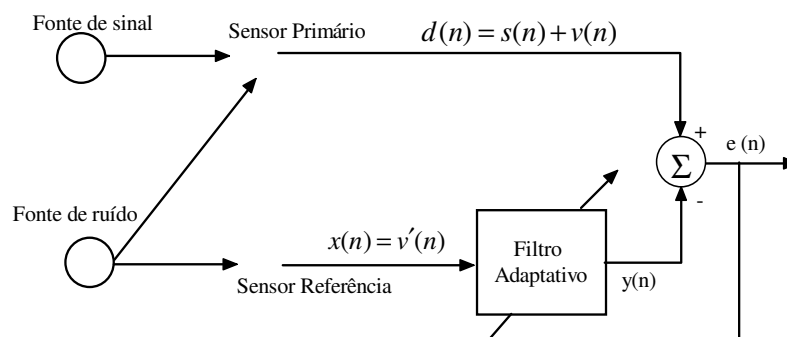 Fonte de sinal
Sensor Primário
d(n) = s(n) + v(n)
+
e (n)
Σ
-
Fonte de ruído
x(n) = v′(n)
Filtro
Adaptativo
Sensor Referência
y(n)